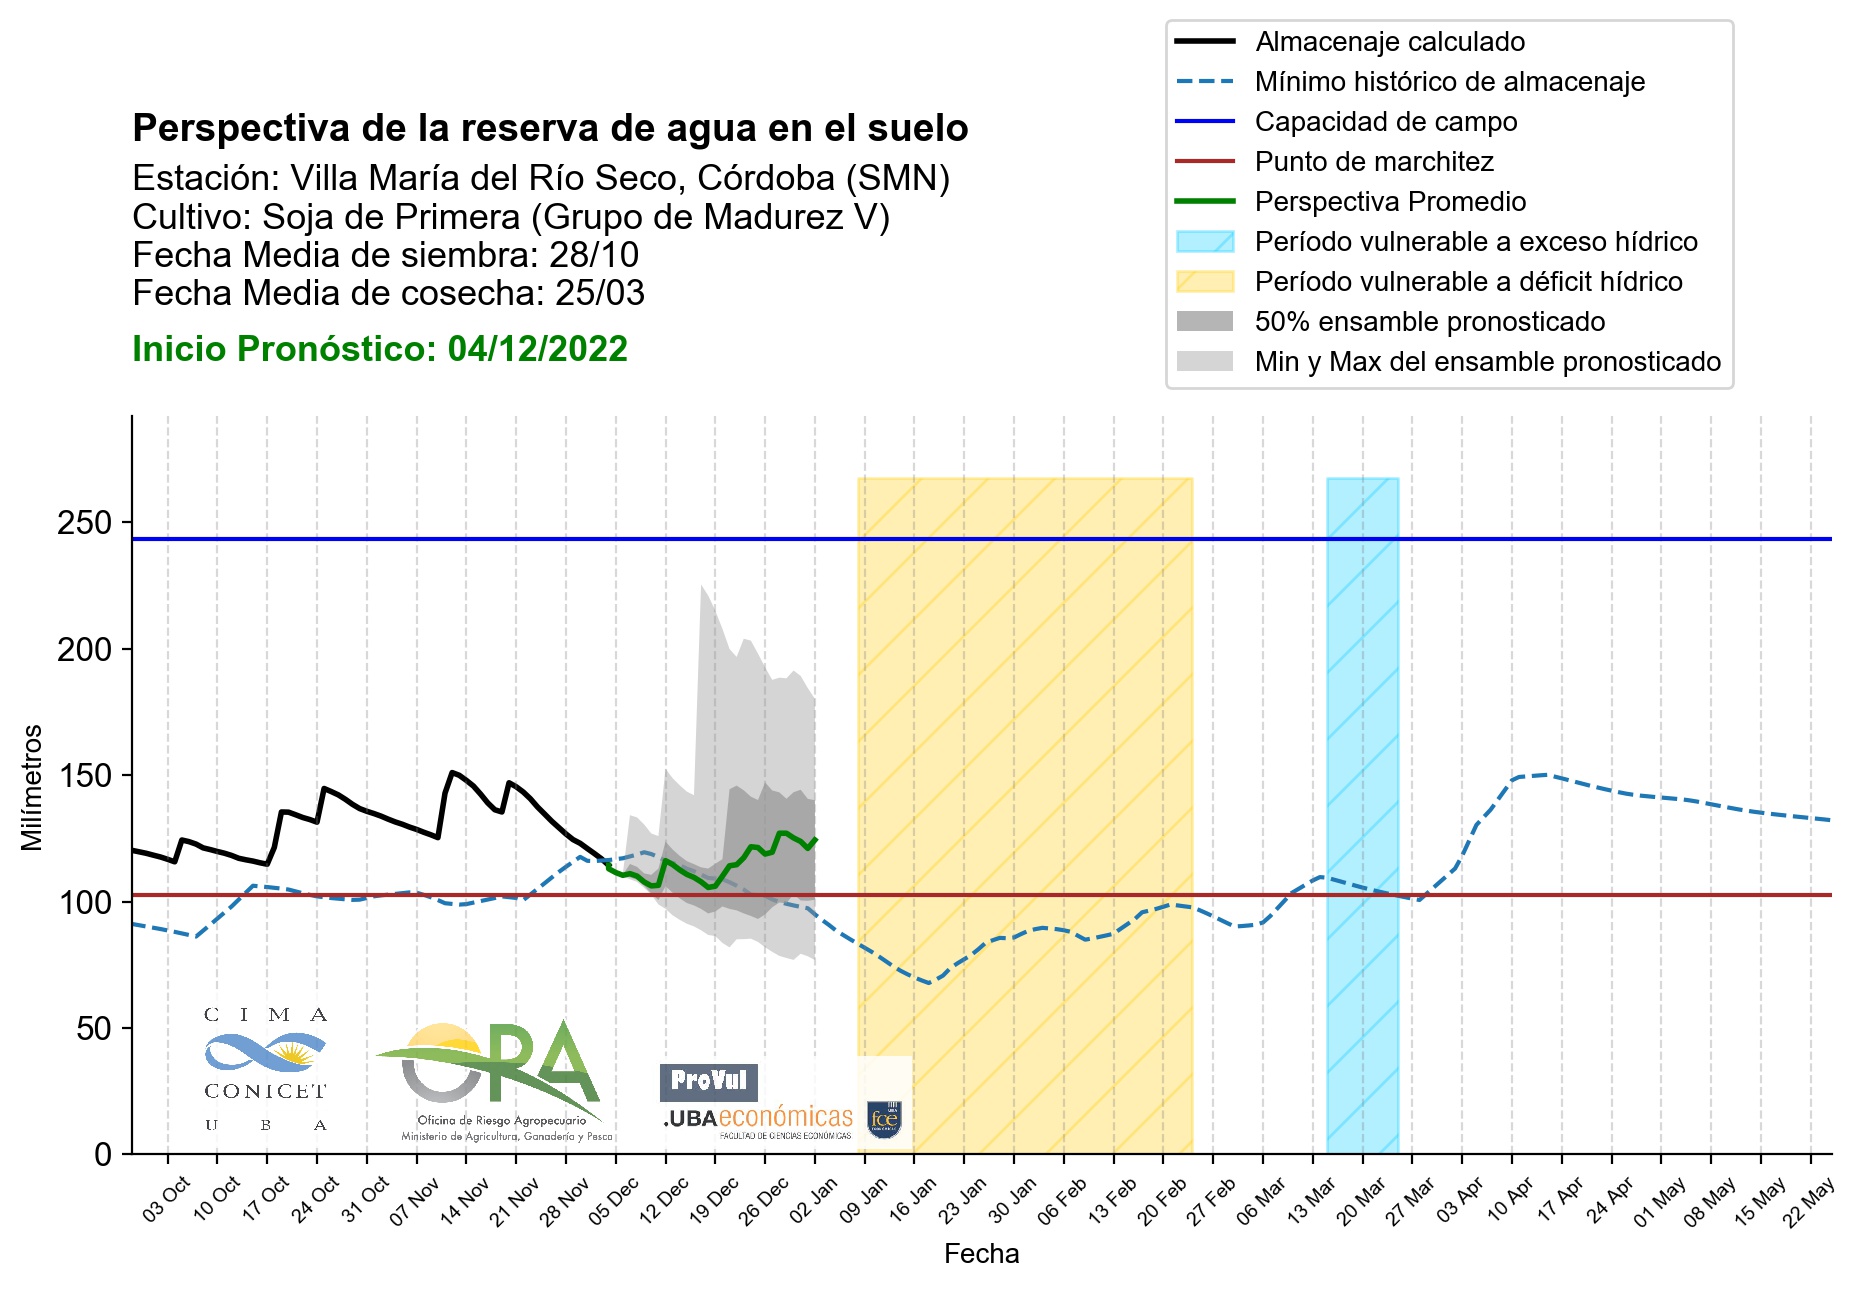 Almacenaje calculado
Mínimo histórico de almacenaje
Capacidad de campo
Punto de marchitez
Perspectiva Promedio
Período vulnerable a exceso hídrico
Período vulnerable a déficit hídrico
50% ensamble pronosticado
Min y Max del ensamble pronosticado
Perspectiva de la reserva de agua en el suelo
Estación: Villa María del Río Seco, Córdoba (SMN)
Cultivo: Soja de Primera (Grupo de Madurez V)
Fecha Media de siembra: 28/10
Fecha Media de cosecha: 25/03
Inicio Pronóstico: 04/12/2022
Milímetros
250
200
150
100
50
0
CIMA
CONICET
UBA
ORA
Oficina de Riesgo Agropecuario
Ministerio de Agricultura, Ganadería y Pesca
ProVul
.UBAeconómicas
FACULTAD DE CIENCIAS ECONÓMICAS
fce
03 Oct
10 Oct
17 Oct
24 Oct
31 Oct
07 Nov
14 Nov
21 Nov
28 Nov
05 Dec
12 Dec
19 Dec
26 Dec
02 Jan
09 Jan
16 Jan
23 Jan
30 Jan
06 Feb
13 Feb
20 Feb
27 Feb
06 Mar
13 Mar
20 Mar
27 Mar
03 Apr
10 Apr
17 Apr
24 Apr
01 May
08 May
15 May
22 May
Fecha